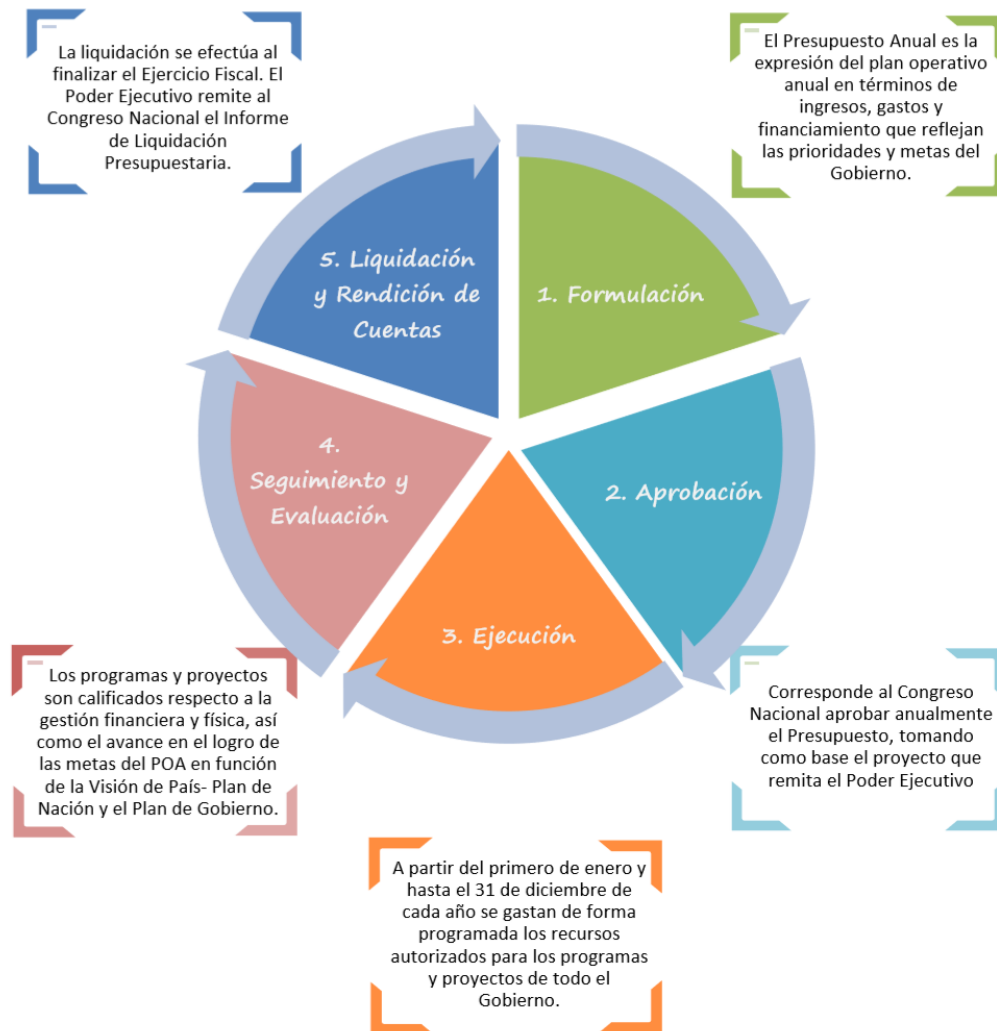 La liquidación se efectúa al
finalizar el Ejercicio Fiscal. El
Poder Ejecutivo remite al
Congreso Nacional el Informe
de Liquidación
Presupuestaria.
El Presupuesto Anual es la
expresión del plan operativo
anual en términos de
ingresos, gastos y
financiamiento que reflejan
las prioridades y metas del
Gobierno.
5. Liquidación
y Rendición de
Cuentas
1. Formulación
4.
Seguimiento y
Evaluación
2. Aprobación
3. Ejecución
Los programas y proyectos
son calificados respecto a la
gestión financiera y física, así
como el avance en el logro de
las metas del POA en función
de la Visión de País- Plan de
Nación y el Plan de Gobierno.
Corresponde al Congreso
Nacional aprobar anualmente
el Presupuesto, tomando
como base el proyecto que
remita el Poder Ejecutivo
A partir del primero de enero y
hasta el 31 de diciembre de
cada año se gastan de forma
programada los recursos
autorizados para los programas
y proyectos de todo el
Gobierno.